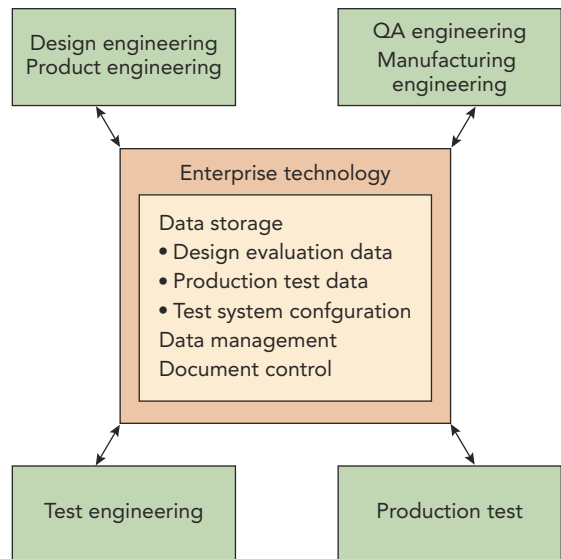 Design engineering
Product engineering
QA engineering
Manufacturing
engineering
Enterprise technology
Data storage
• Design evaluation data
• Production test data
• Test system confguration
Data management
Document control
Test engineering
Production test